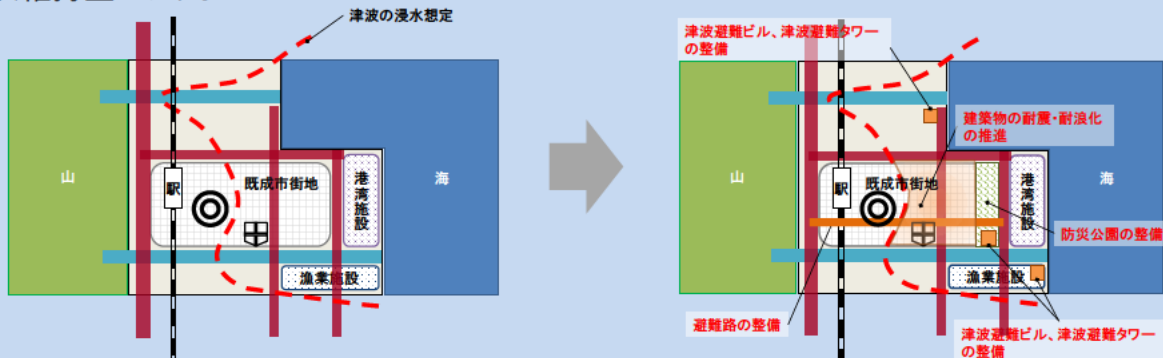 津波の浸水想定
山
駅
既成市街地
港湾施設
海
漁業施設
津波避難ビル、津波避難タワー
の整備
建築物の耐震・耐浪化
の推進
山
駅
既成市街地
港湾施設
海
防災公園の整備
漁業施設
避難路の整備
津波避難ビル、津波避難タワー
の整備